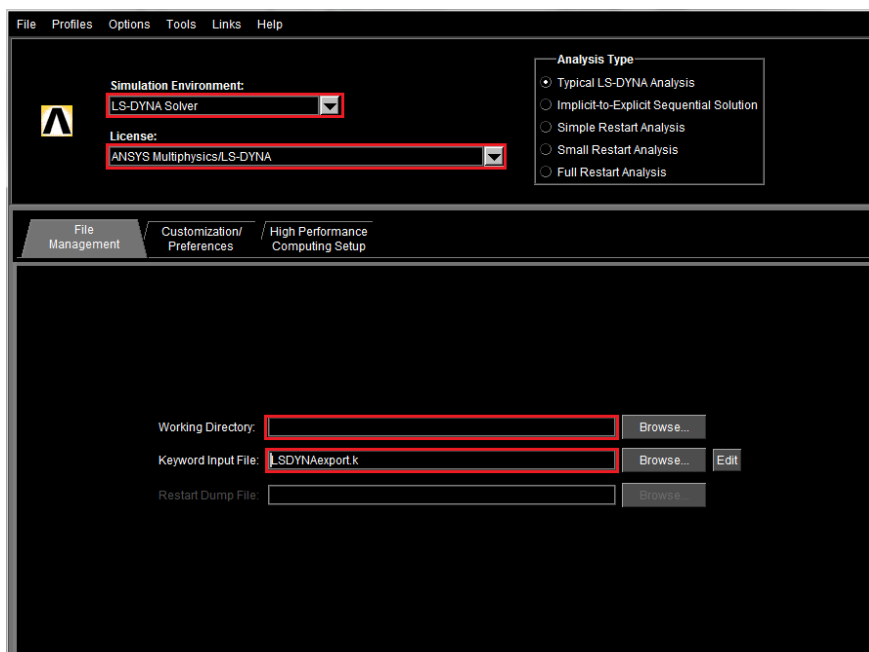 File Profiles Options Tools Links Help
Simulation Environment:
LS-DYNA Solver
License:
ANSYS Multiphysics/LS-DYNA
Analysis Type
Typical LS-DYNA Analysis
Implicit-to-Explicit Sequential Solution
Simple Restart Analysis
Small Restart Analysis
Full Restart Analysis
File
Management
Customization/
Preferences
High Performance
Computing Setup
Working Directory: Browse...
Keyword Input File: LSDYNAexport.k Browse... Edit
Restart Dump File: Browse...